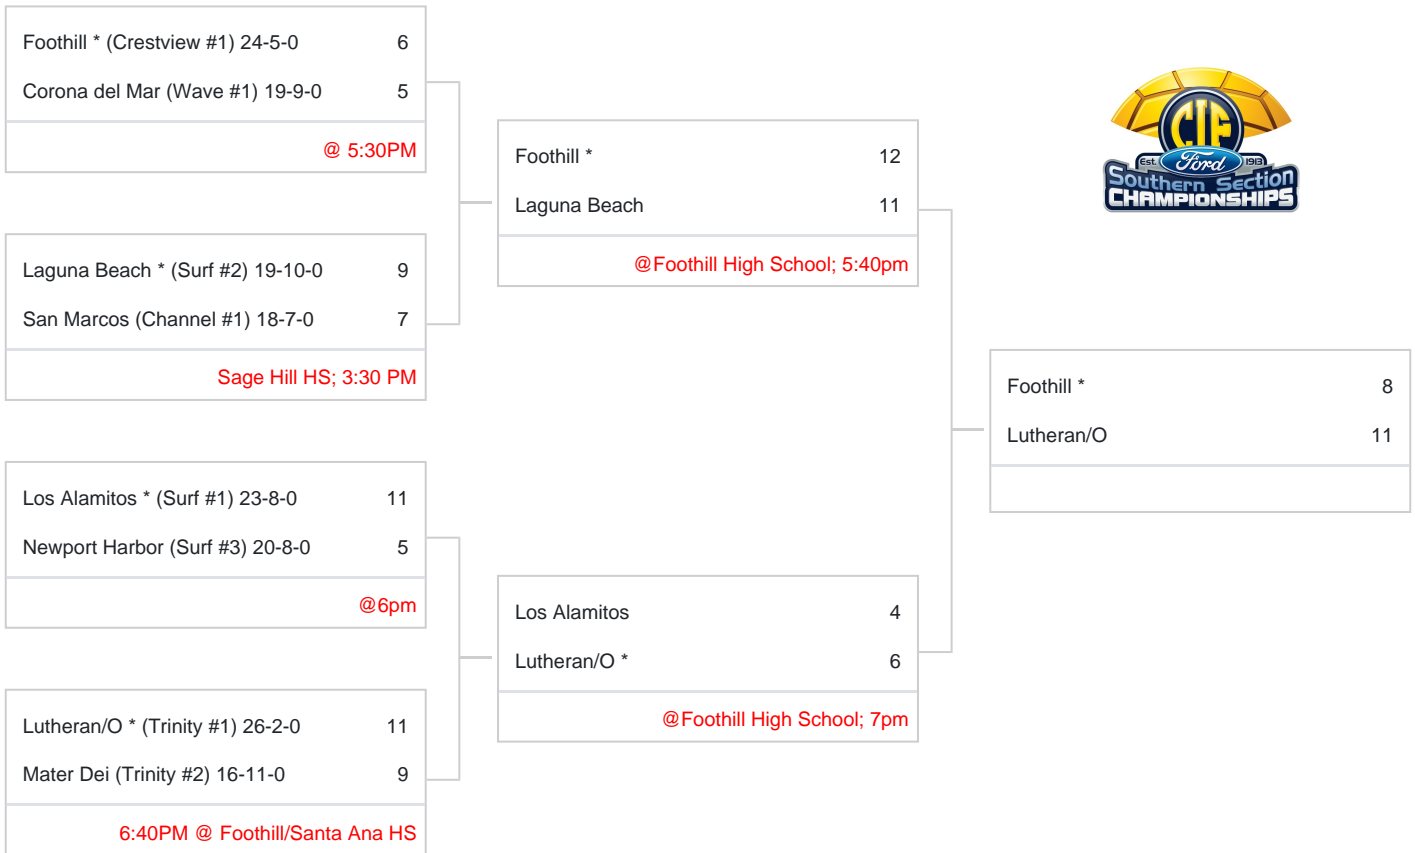 Foothill * (Crestview #1) 24-5-0 6
Corona del Mar (Wave #1) 19-9-0 5
@ 5:30PM
Laguna Beach * (Surf #2) 19-10-0 9
San Marcos (Channel #1) 18-7-0 7
Sage Hill HS; 3:30 PM
Los Alamitos * (Surf #1) 23-8-0 11
Newport Harbor (Surf #3) 20-8-0 5
@6pm
Lutheran/O * (Trinity #1) 26-2-0 11
Mater Dei (Trinity #2) 16-11-0 9
6:40PM @ Foothill/Santa Ana HS
Foothill * 12
Laguna Beach 11
@Foothill High School; 5:40pm
Los Alamitos 4
Lutheran/O * 6
@Foothill High School; 7pm
CIF
Est. Ford 1913
Southern Section
CHAMPIONSHIPS
Foothill * 8
Lutheran/O 11